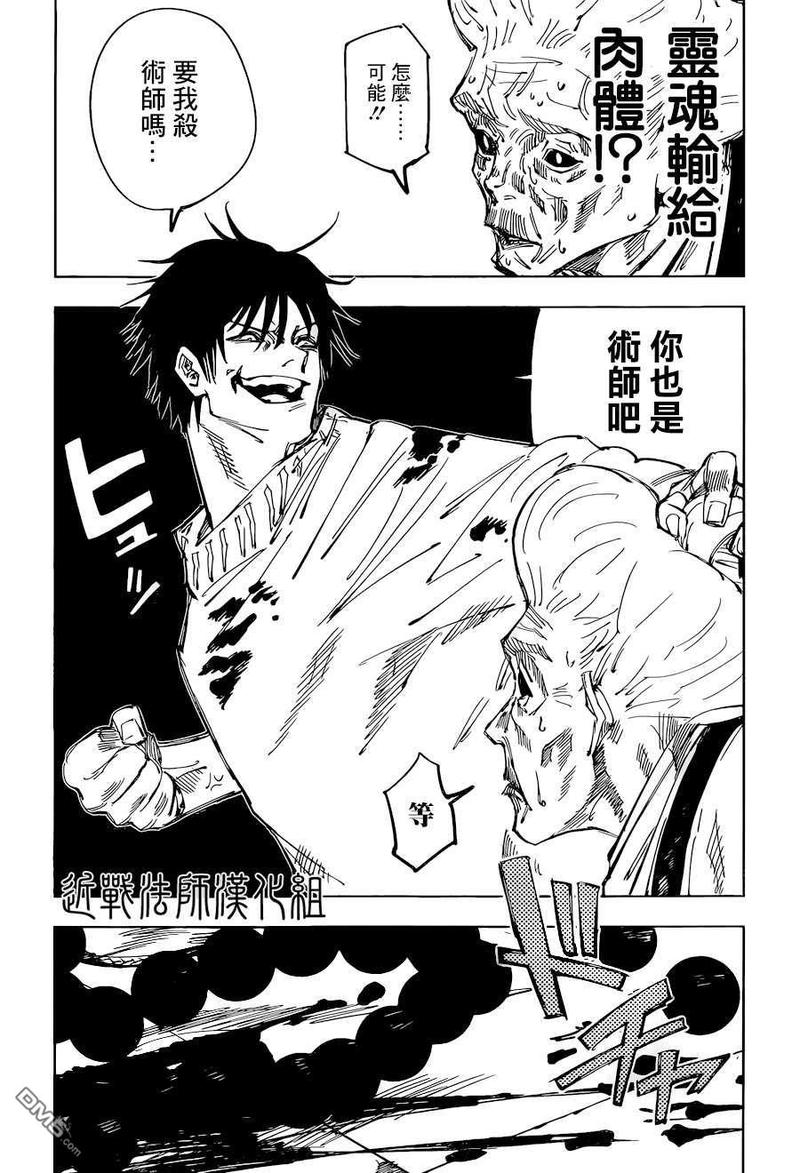 靈魂輸給
肉體!?
怎麼……
可能!!
要我殺
術師嗎…
你也是
術師吧
ヒュッ
等
近戰法師漢化組
ドチャ
DM5.com